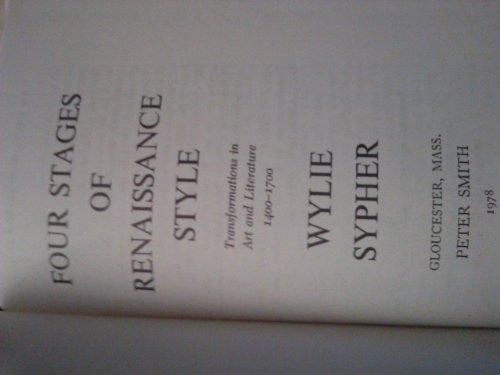 FOUR STAGES
OF
RENAISSANCE
STYLE
Transformations in
Art and Literature
1400-1700
WYLIE
SYPHER
GLOUCESTER, MASS.
PETER SMITH
1978